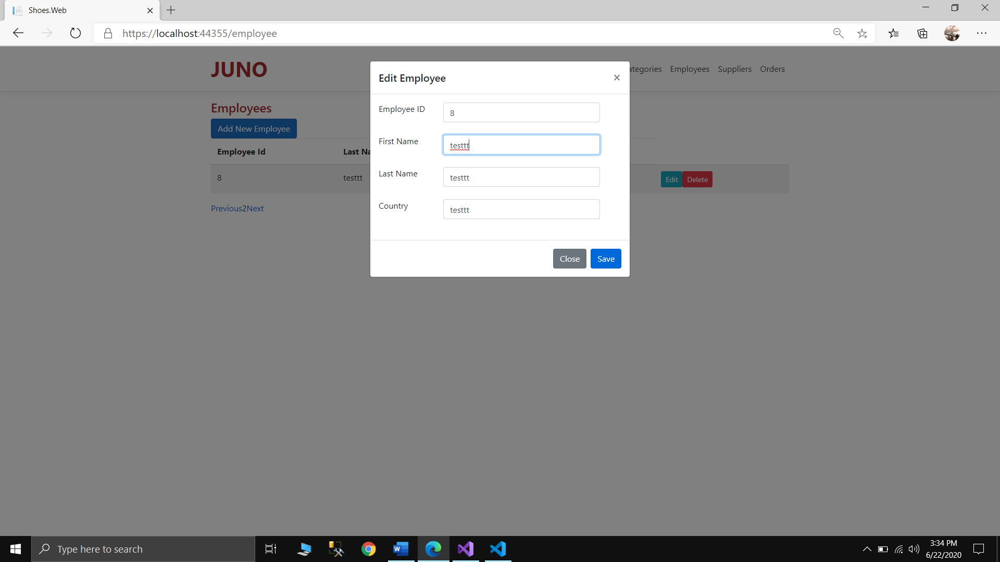 Shoes.Web
https://localhost:44355/employee
JUNO
ategories Employees Suppliers Orders
Edit Employee
Employees
Add New Employee
Employee ID 8
First Name testtt
Employee Id Last Na
Last Name testtt
8 testtt Edit Delete
Country testtt
Previous2Next
Close Save
Type here to search
3:34 PM
6/22/2020